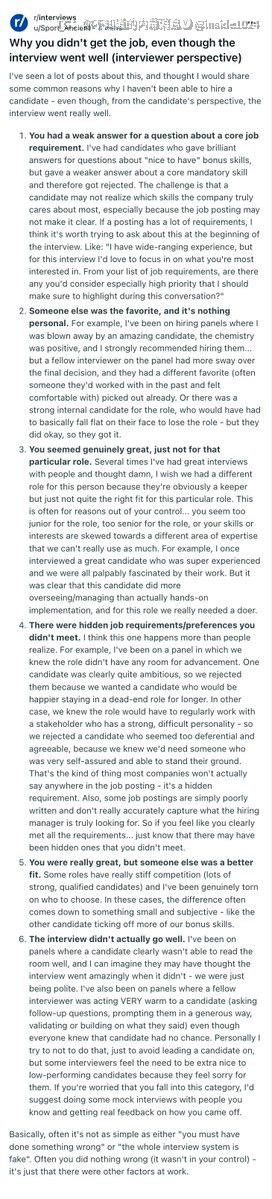 r/interviews
Why you didn't get the job, even though the
interview went well (interviewer perspective)
I've seen a lot of posts about this, and thought I would share
some common reasons why I haven't been able to hire a
candidate - even though, from the candidate's perspective, the
interview went really well.
1. You had a weak answer for a question about a core job
requirement. I've had candidates who gave brilliant
answers for questions about "nice to have" bonus skills,
but gave a weaker answer about a core mandatory skill
and therefore got rejected. The challenge is that a
candidate may not realize which skills the company truly
cares about most, especially because the job posting may
not make it clear. If a posting has a lot of requirements, I
think it's worth trying to ask about this at the beginning of
the interview. Like: "I have wide-ranging experience, but
for this interview I'd love to focus in on what you're most
interested in. From your list of job requirements, are there
any you'd consider especially high priority that I should
make sure to highlight during this conversation?"
2. Someone else was the favorite, and it's nothing
personal. For example, I've been on hiring panels where I
was blown away by an amazing candidate, the chemistry
was positive, and I strongly recommended hiring them...
but a fellow interviewer on the panel had more sway over
the final decision, and they had a different favorite (often
someone they'd worked with in the past and felt
comfortable with) picked out already. Or there was a
strong internal candidate for the role, who would have had
to basically fall flat on their face to lose the role - but they
did okay, so they got it.
3. You seemed genuinely great, just not for that
particular role. Several times I've had great interviews
with people and thought damn, I wish we had a different
role for this person because they're obviously a keeper
but just not quite the right fit for this particular role. This
is often for reasons out of your control... you seem too
junior for the role, too senior for the role, or your skills or
interests are skewed towards a different area of expertise
that we can't really use as much. For example, I once
interviewed a great candidate who was super experienced
and we were all palpably fascinated by their work. But it
was clear that this candidate did more
overseeing/managing than actually hands-on
implementation, and for this role we really needed a doer.
4. There were hidden job requirements/preferences you
didn't meet. I think this one happens more than people
realize. For example, I've been on a panel in which we
knew the role didn't have any room for advancement. One
candidate was clearly quite ambitious, so we rejected
them because we wanted a candidate who would be
happier staying in a dead-end role for longer. In other
case, we knew the role would have to regularly work with
a stakeholder who has a strong, difficult personality - so
we rejected a candidate who seemed too deferential and
agreeable, because we knew we'd need someone who
was very self-assured and able to stand their ground.
That's the kind of thing most companies won't actually
say anywhere in the job posting - it's a hidden
requirement. Also, some job postings are simply poorly
written and don't really accurately capture what the hiring
manager is truly looking for. So if you feel like you clearly
met all the requirements... just know that there may have
been hidden ones that you didn't meet.
5. You were really great, but someone else was a better
fit. Some roles have really stiff competition (lots of
strong, qualified candidates) and I've been genuinely torn
on who to choose. In these cases, the difference often
comes down to something small and subjective - like the
other candidate ticking off more of our bonus skills.
6. The interview didn't actually go well. I've been on
panels where a candidate clearly wasn't able to read the
room well, and I can imagine they may have thought the
interview went amazingly when it didn't - we were just
being polite. I've also been on panels where a fellow
interviewer was acting VERY warm to a candidate (asking
follow-up questions, prompting them in a generous way,
validating or building on what they said) even though
everyone knew that candidate had no chance. Personally I
try to not to do that, just to avoid leading a candidate on,
but some interviewers feel the need to be extra nice to
low-performing candidates because they feel sorry for
them. If you're worried that you fall into this category, I'd
suggest doing some mock interviews with people you
know and getting real feedback on how you came off.
Basically, often it's not as simple as either "you must have
done something wrong" or "the whole interview system is
fake". Often you did nothing wrong (it wasn't in your control) -
it's just that there were other factors at work.